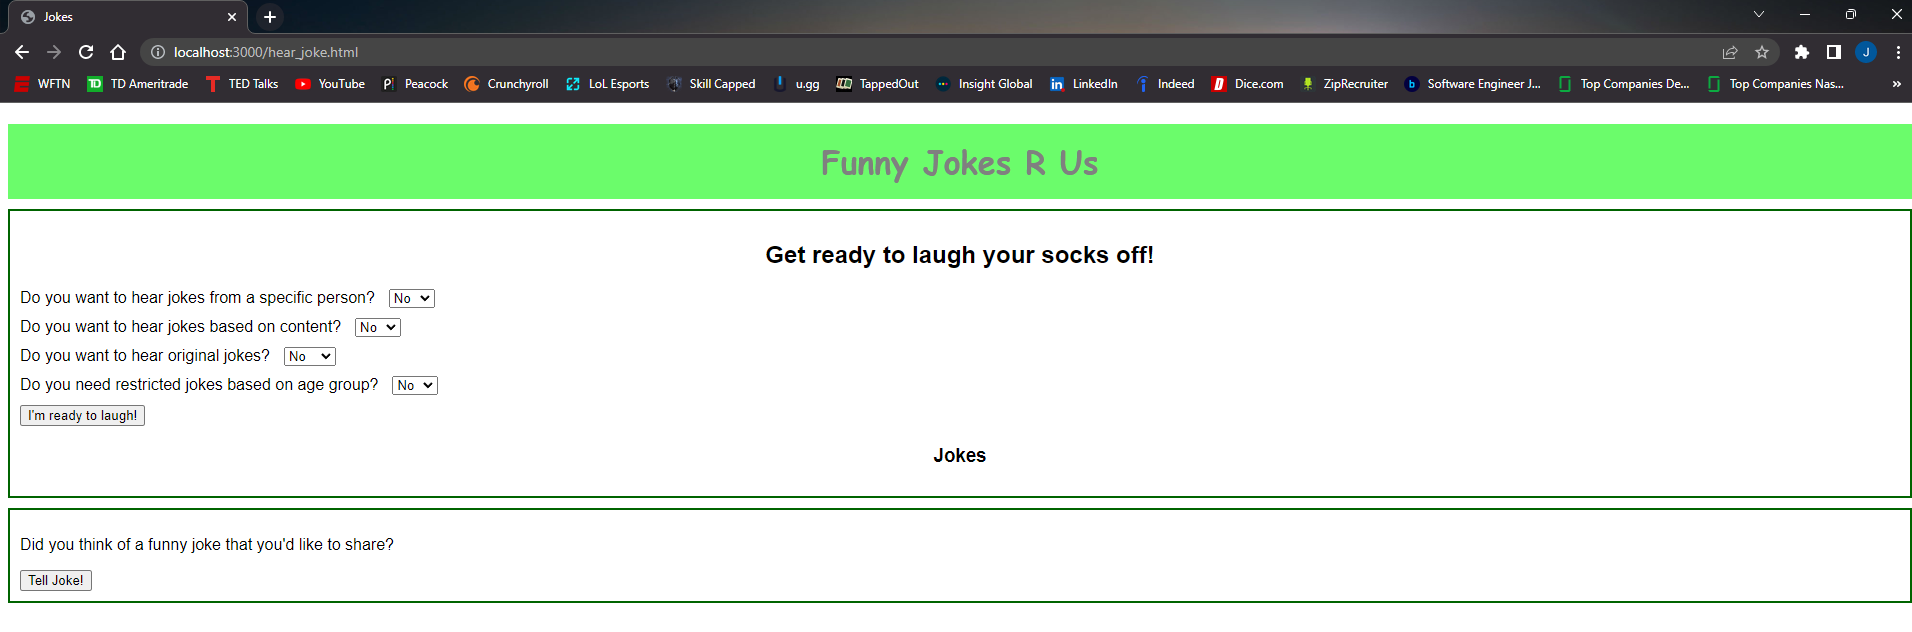 Jokes
localhost:3000/hear_joke.html
WFTN TD Ameritrade TED Talks YouTube Peacock Crunchyroll LoL Esports Skill Capped u.gg TappedOut Insight Global LinkedIn Indeed Dice.com ZipRecruiter Software Engineer J... Top Companies De... Top Companies Nas... »
Funny Jokes R Us
Get ready to laugh your socks off!
Do you want to hear jokes from a specific person? No
Do you want to hear jokes based on content? No
Do you want to hear original jokes? No
Do you need restricted jokes based on age group? No
I'm ready to laugh!
Jokes
Did you think of a funny joke that you'd like to share?
Tell Joke!